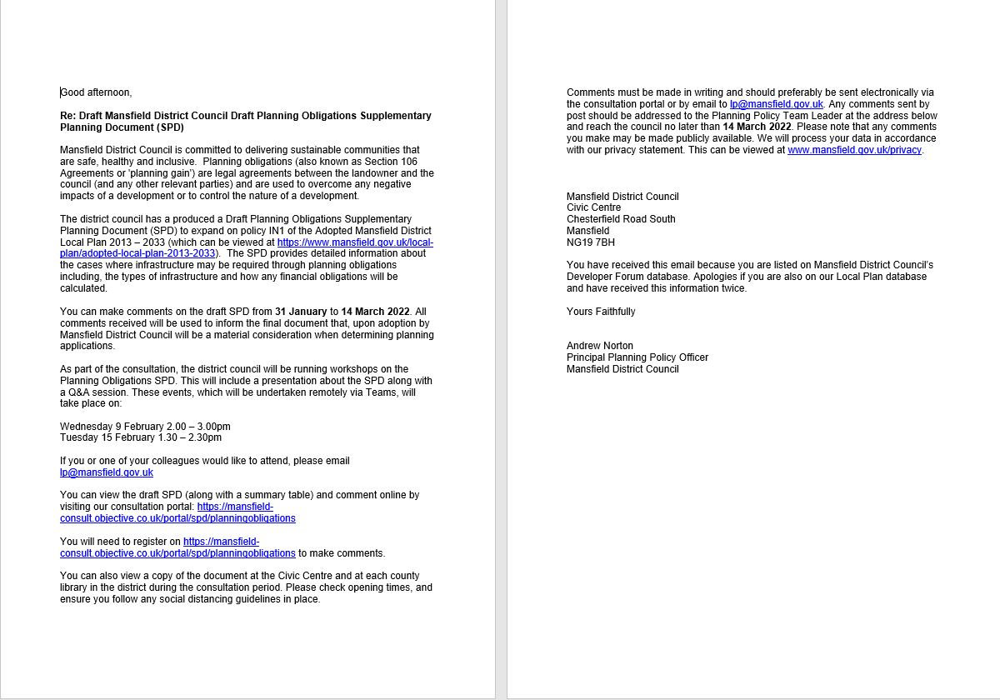 Good afternoon,
Re: Draft Mansfield District Council Draft Planning Obligations Supplementary
Planning Document (SPD)
Mansfield District Council is committed to delivering sustainable communities that
are safe, healthy and inclusive.  Planning obligations (also known as Section 106
Agreements or 'planning gain') are legal agreements between the landowner and the
council (and any other relevant parties) and are used to overcome any negative
impacts of a development or to control the nature of a development.
The district council has a produced a Draft Planning Obligations Supplementary
Planning Document (SPD) to expand on policy IN1 of the Adopted Mansfield District
Local Plan 2013 – 2033 (which can be viewed at https://www.mansfield.gov.uk/local-
plan/adopted-local-plan-2013-2033).  The SPD provides detailed information about
the cases where infrastructure may be required through planning obligations
including, the types of infrastructure and how any financial obligations will be
calculated.
You can make comments on the draft SPD from 31 January to 14 March 2022. All
comments received will be used to inform the final document that, upon adoption by
Mansfield District Council will be a material consideration when determining planning
applications.
As part of the consultation, the district council will be running workshops on the
Planning Obligations SPD. This will include a presentation about the SPD along with
a Q&A session. These events, which will be undertaken remotely via Teams, will
take place on:
Wednesday 9 February 2.00 – 3.00pm
Tuesday 15 February 1.30 – 2.30pm
If you or one of your colleagues would like to attend, please email
lp@mansfield.gov.uk
You can view the draft SPD (along with a summary table) and comment online by
visiting our consultation portal: https://mansfield-
consult.objective.co.uk/portal/spd/planningobligations
You will need to register on https://mansfield-
consult.objective.co.uk/portal/spd/planningobligations to make comments.
You can also view a copy of the document at the Civic Centre and at each county
library in the district during the consultation period. Please check opening times, and
ensure you follow any social distancing guidelines in place.
Comments must be made in writing and should preferably be sent electronically via
the consultation portal or by email to lp@mansfield.gov.uk. Any comments sent by
post should be addressed to the Planning Policy Team Leader at the address below
and reach the council no later than 14 March 2022. Please note that any comments
you make may be made publicly available. We will process your data in accordance
with our privacy statement. This can be viewed at www.mansfield.gov.uk/privacy.
Mansfield District Council
Civic Centre
Chesterfield Road South
Mansfield
NG19 7BH
You have received this email because you are listed on Mansfield District Council’s
Developer Forum database. Apologies if you are also on our Local Plan database
and have received this information twice.
Yours Faithfully
Andrew Norton
Principal Planning Policy Officer
Mansfield District Council